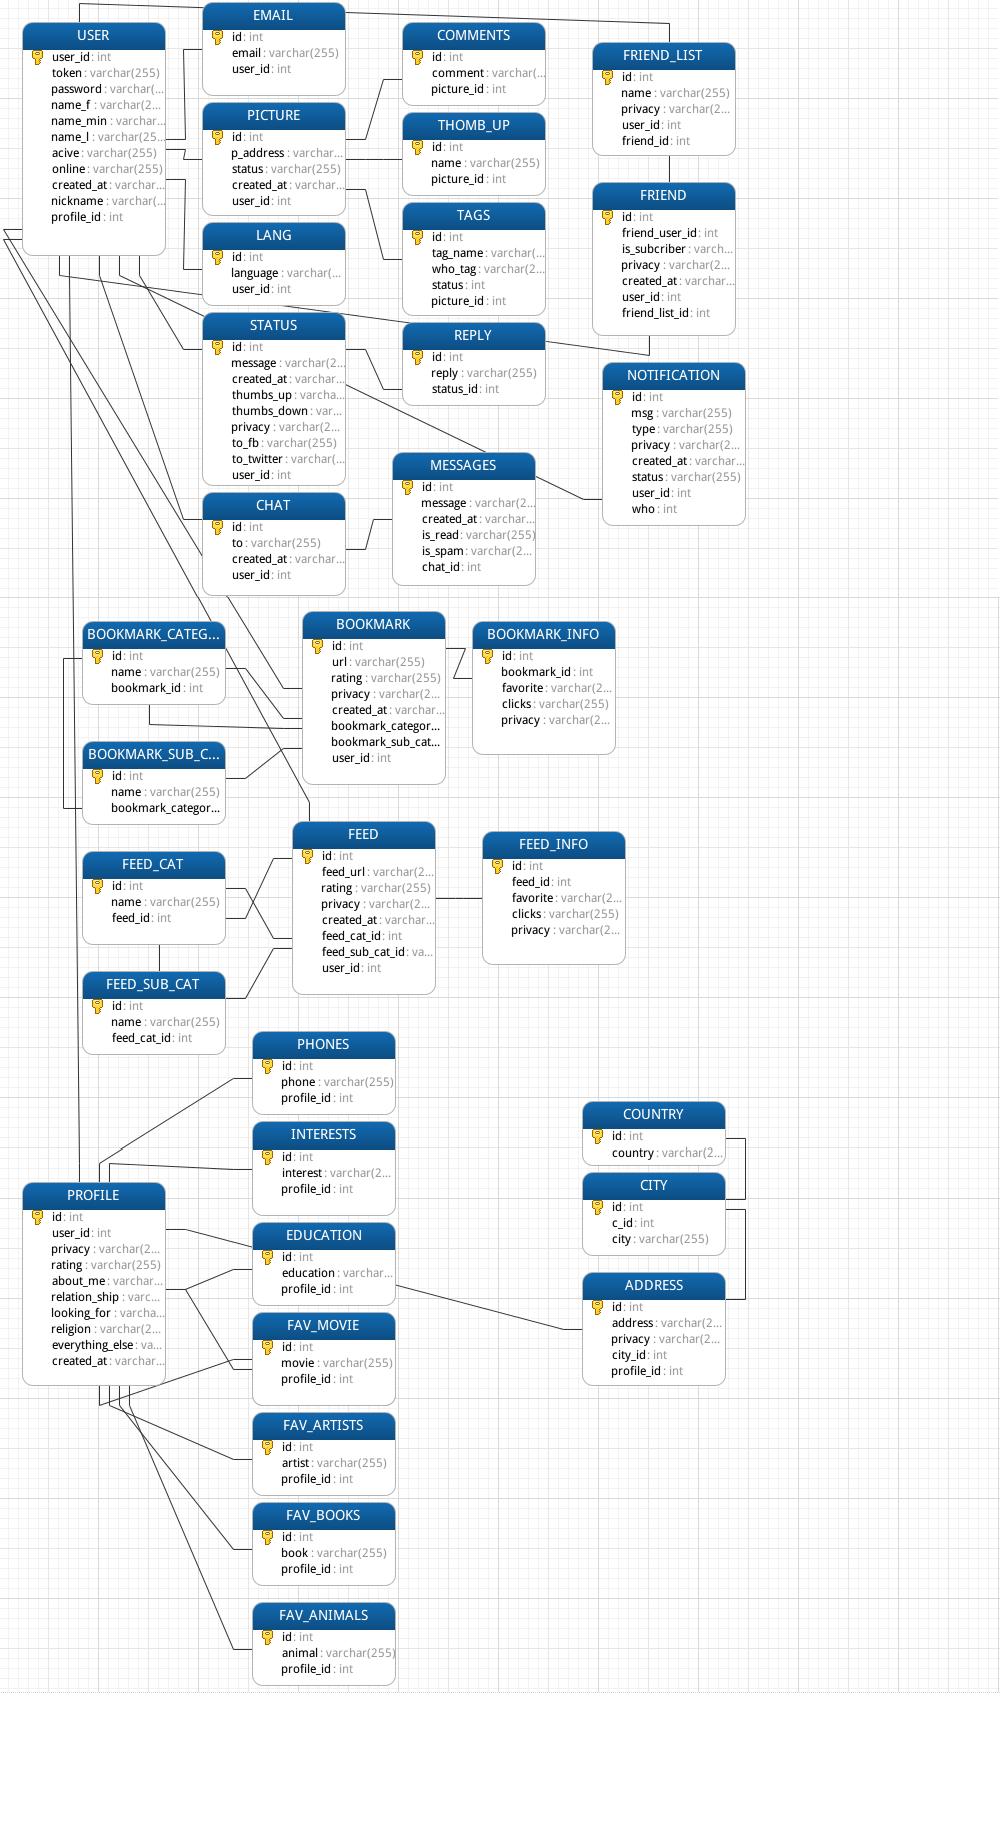 USER
user_id: int
token: varchar(255)
password: varchar(...
name_f: varchar(2...
name_min: varchar...
name_l: varchar(25...
acive: varchar(255)
online: varchar(255)
created_at: varchar...
nickname: varchar(...
profile_id: int
EMAIL
id: int
email: varchar(255)
user_id: int
PICTURE
id: int
p_address: varchar...
status: varchar(255)
created_at: varchar...
user_id: int
LANG
id: int
language: varchar(...
user_id: int
STATUS
id: int
message: varchar(2...
created_at: varchar...
thumbs_up: varcha...
thumbs_down: var...
privacy: varchar(2...
to_fb: varchar(255)
to_twitter: varchar(...
user_id: int
CHAT
id: int
to: varchar(255)
created_at: varchar...
user_id: int
COMMENTS
id: int
comment: varchar(...
picture_id: int
THOMB_UP
id: int
name: varchar(255)
picture_id: int
TAGS
id: int
tag_name: varchar(...
who_tag: varchar(2...
status: int
picture_id: int
REPLY
id: int
reply: varchar(255)
status_id: int
MESSAGES
id: int
message: varchar(2...
created_at: varchar...
is_read: varchar(255)
is_spam: varchar(2...
chat_id: int
FRIEND_LIST
id: int
name: varchar(255)
privacy: varchar(2...
user_id: int
friend_id: int
FRIEND
id: int
friend_user_id: int
is_subcriber: varch...
privacy: varchar(2...
created_at: varchar...
user_id: int
friend_list_id: int
NOTIFICATION
id: int
msg: varchar(255)
type: varchar(255)
privacy: varchar(2...
created_at: varchar...
status: varchar(255)
user_id: int
who: int
BOOKMARK_CATEG...
id: int
name: varchar(255)
bookmark_id: int
BOOKMARK_SUB_C...
id: int
name: varchar(255)
bookmark_categor...
BOOKMARK
id: int
url: varchar(255)
rating: varchar(255)
privacy: varchar(2...
created_at: varchar...
bookmark_categor...
bookmark_sub_cat...
user_id: int
BOOKMARK_INFO
id: int
bookmark_id: int
favorite: varchar(2...
clicks: varchar(255)
privacy: varchar(2...
FEED_CAT
id: int
name: varchar(255)
feed_id: int
FEED_SUB_CAT
id: int
name: varchar(255)
feed_cat_id: int
FEED
id: int
feed_url: varchar(2...
rating: varchar(255)
privacy: varchar(2...
created_at: varchar...
feed_cat_id: int
feed_sub_cat_id: va...
user_id: int
FEED_INFO
id: int
feed_id: int
favorite: varchar(2...
clicks: varchar(255)
privacy: varchar(2...
PHONES
id: int
phone: varchar(255)
profile_id: int
INTERESTS
id: int
interest: varchar(2...
profile_id: int
PROFILE
id: int
user_id: int
privacy: varchar(2...
rating: varchar(255)
about_me: varchar...
relation_ship: varc...
looking_for: varcha...
religion: varchar(2...
everything_else: va...
created_at: varchar...
EDUCATION
id: int
education: varchar...
profile_id: int
FAV_MOVIE
id: int
movie: varchar(255)
profile_id: int
FAV_ARTISTS
id: int
artist: varchar(255)
profile_id: int
FAV_BOOKS
id: int
book: varchar(255)
profile_id: int
FAV_ANIMALS
id: int
animal: varchar(255)
profile_id: int
COUNTRY
id: int
country: varchar(2...
CITY
id: int
c_id: int
city: varchar(255)
ADDRESS
id: int
address: varchar(2...
privacy: varchar(2...
city_id: int
profile_id: int